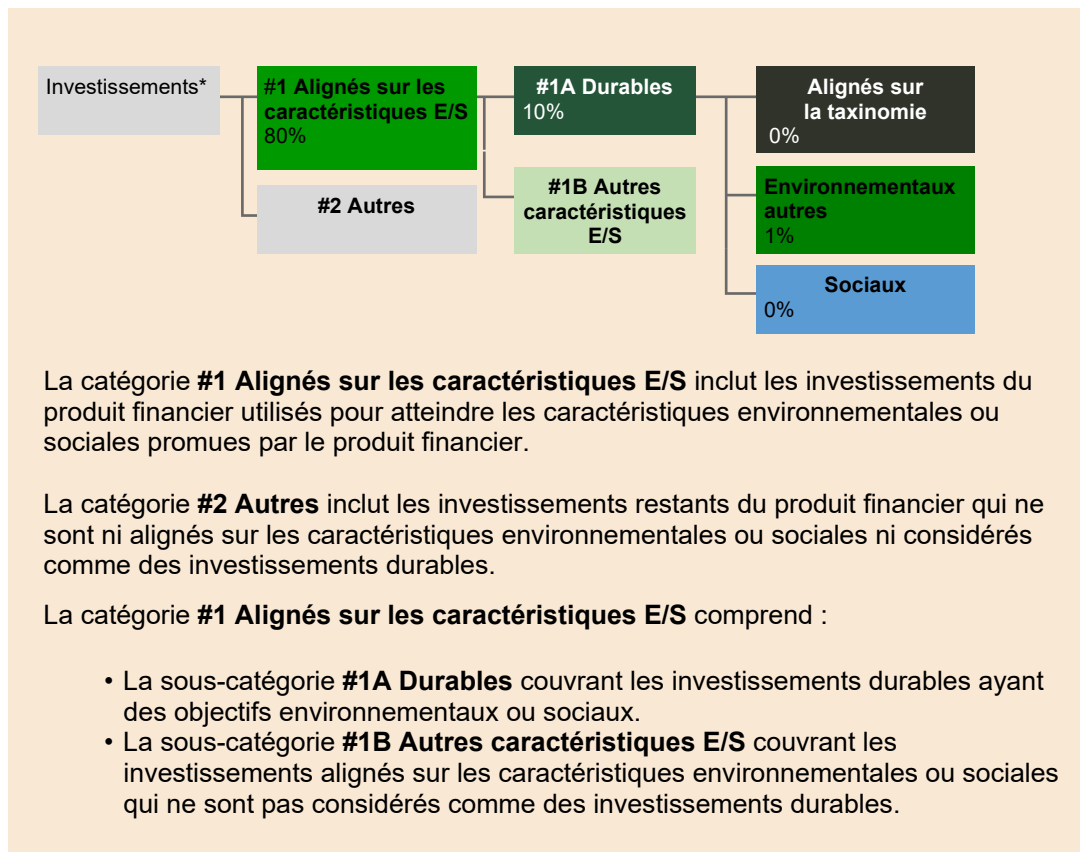 Investissements*
#1 Alignés sur les
caractéristiques E/S
80%
#2 Autres
#1A Durables
10%
#1B Autres
caractéristiques
E/S
Alignés sur
la taxinomie
0%
Environnementaux
autres
1%
Sociaux
0%
La catégorie #1 Alignés sur les caractéristiques E/S inclut les investissements du
produit financier utilisés pour atteindre les caractéristiques environnementales ou
sociales promues par le produit financier.
La catégorie #2 Autres inclut les investissements restants du produit financier qui ne
sont ni alignés sur les caractéristiques environnementales ou sociales ni considérés
comme des investissements durables.
La catégorie #1 Alignés sur les caractéristiques E/S comprend :
• La sous-catégorie #1A Durables couvrant les investissements durables ayant
des objectifs environnementaux ou sociaux.
• La sous-catégorie #1B Autres caractéristiques E/S couvrant les
investissements alignés sur les caractéristiques environnementales ou sociales
qui ne sont pas considérés comme des investissements durables.